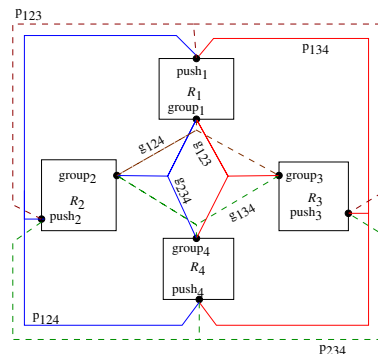 p123
p134
push1
R1
group1
g124
g123
group2
R2
push2
g234
g134
group3
R3
push3
group4
R4
push4
p124
p234